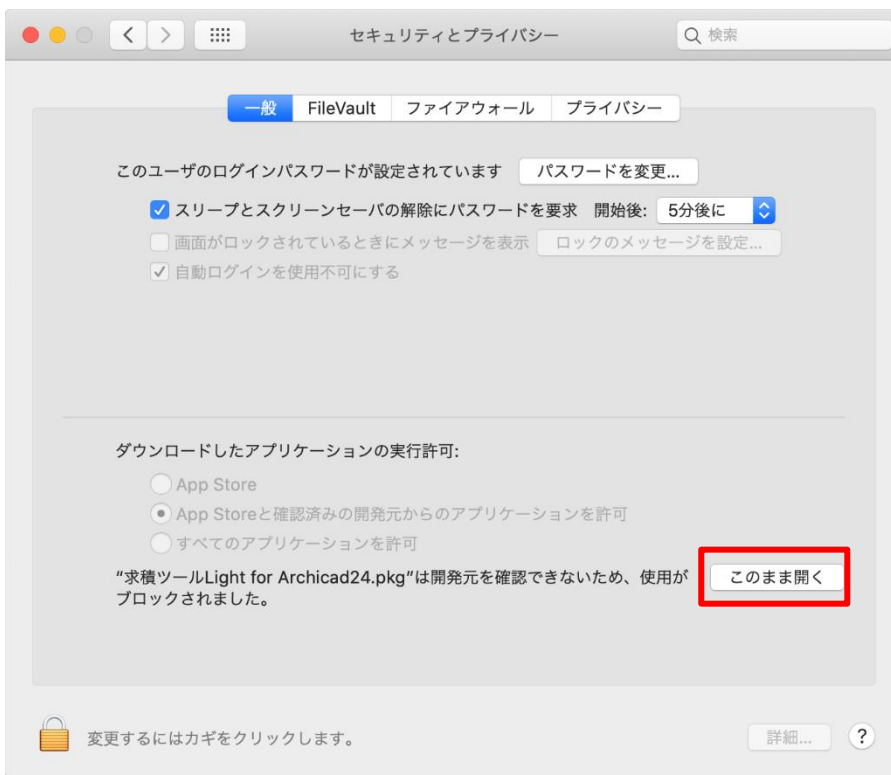 セキュリティとプライバシー
検索
一般 FileVault ファイアウォール プライバシー
このユーザのログインパスワードが設定されています パスワードを変更...
スリープとスクリーンセーバの解除にパスワードを要求 開始後: 5分後に
画面がロックされているときにメッセージを表示 ロックのメッセージを設定...
自動ログインを使用不可にする
ダウンロードしたアプリケーションの実行許可:
App Store
App Storeと確認済みの開発元からのアプリケーションを許可
すべてのアプリケーションを許可
“求積ツールLight for Archicad24.pkg”は開発元を確認できないため、使用が このまま開く
ブロックされました。
変更するにはカギをクリックします。 詳細... ?